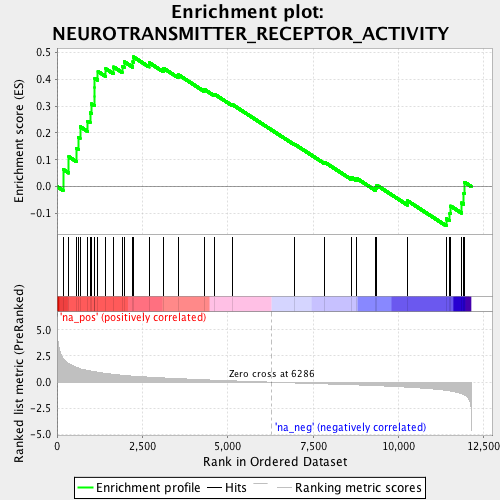 Enrichment plot:
NEUROTRANSMITTER_RECEPTOR_ACTIVITY
Enrichment score (ES)
0.5
0.4
0.3
0.2
0.1
0.0
-0.1
'na_pos' (positively correlated)
Ranked list metric (PreRanked)
5.0
2.5
0.0
-2.5
-5.0
Zero cross at 6286
'na_neg' (negatively correlated)
0
2,500
5,000
7,500
10,000
12,500
Rank in Ordered Dataset
Enrichment profile
Hits
Ranking metric scores